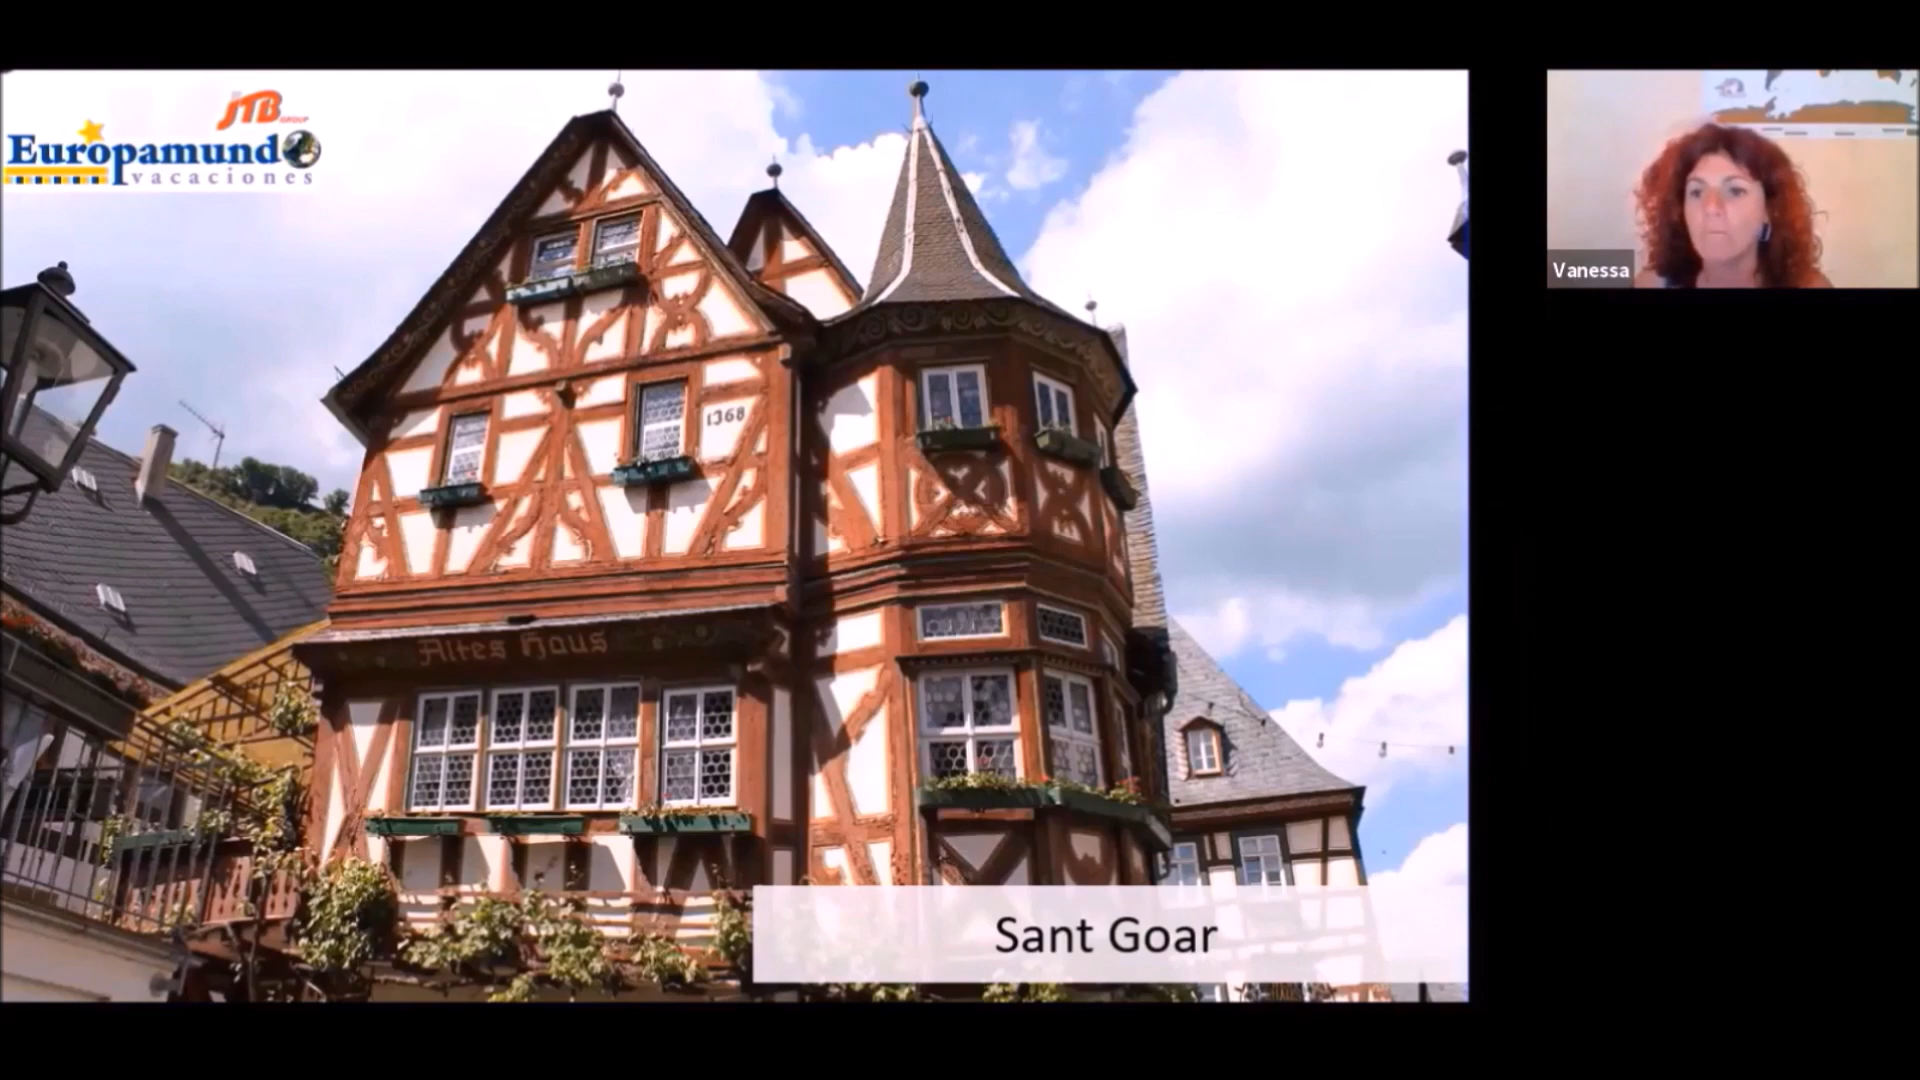 JTB GROUP
Europamundo
vacaciones
Vanessa
1368
Altes Haus
Sant Goar